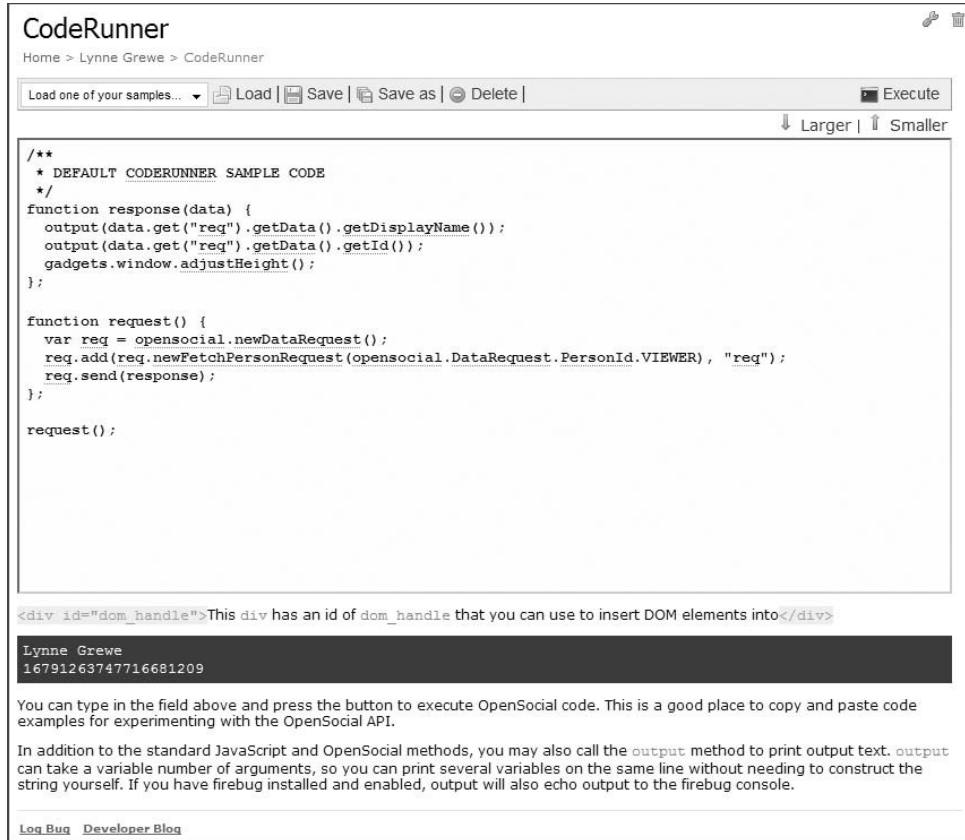 CodeRunner
Home > Lynne Grewe > CodeRunner
Load one of your samples... Load | Save | Save as | Delete | Execute
Larger | Smaller
/**
 * DEFAULT CODERUNNER SAMPLE CODE
 */
function response(data) {
  output(data.get("req").getData().getDisplayName());
  output(data.get("req").getData().getId());
  gadgets.window.adjustHeight();
};

function request() {
  var req = opensocial.newDataRequest();
  req.add(req.newFetchPersonRequest(opensocial.DataRequest.PersonId.VIEWER), "req");
  req.send(response);
};

request();
<div id="dom_handle">This div has an id of dom_handle that you can use to insert DOM elements into</div>
Lynne Grewe
16791263747716681209
You can type in the field above and press the button to execute OpenSocial code. This is a good place to copy and paste code
examples for experimenting with the OpenSocial API.
In addition to the standard JavaScript and OpenSocial methods, you may also call the output method to print output text. output
can take a variable number of arguments, so you can print several variables on the same line without needing to construct the
string yourself. If you have firebug installed and enabled, output will also echo output to the firebug console.
Log Bug Developer Blog